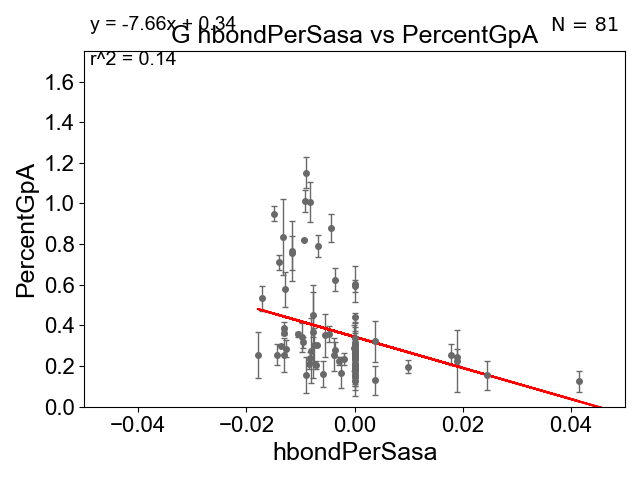 y = -7.66x + 0.34
N = 81
G hbondPerSasa vs PercentGpA
r^2 = 0.14
1.6
1.4
1.2
1.0
0.8
0.6
0.4
0.2
0.0
PercentGpA
−0.04 −0.02 0.00 0.02 0.04
hbondPerSasa